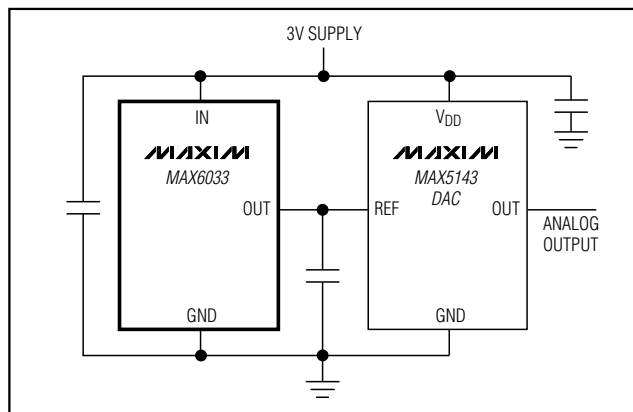 3V SUPPLY
IN
MAXIM
MAX6033
OUT
GND
VDD
MAXIM
MAX5143
DAC
REF
OUT
GND
ANALOG
OUTPUT